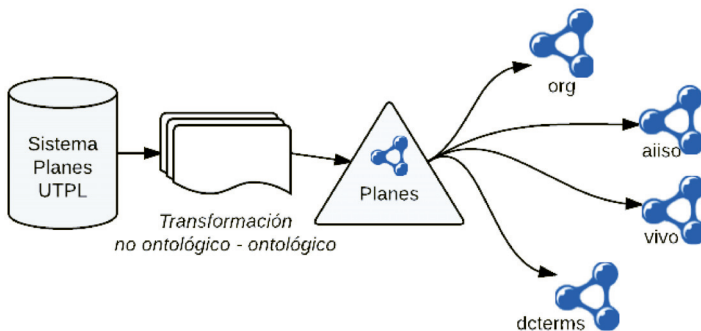 Sistema
Planes
UTPL
Transformación
no ontológico - ontológico
Planes
org
aiiso
vivo
dcterms